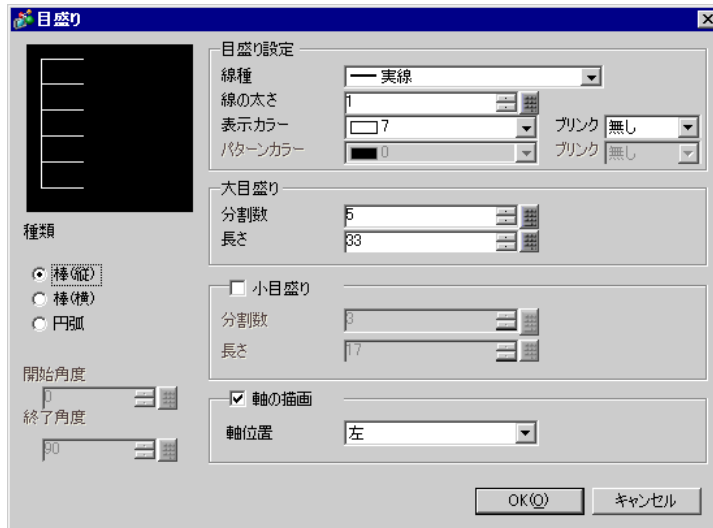 目盛り
目盛り設定
線種 実線
線の太さ 1
表示カラー 7 ブリンク 無し
パターンカラー 0 ブリンク 無し
大目盛り
分割数 5
長さ 33
種類
棒(縦)
棒(横)
円弧
小目盛り
分割数 3
長さ 17
開始角度
0
終了角度
90
軸の描画
軸位置 左
OK(O) キャンセル